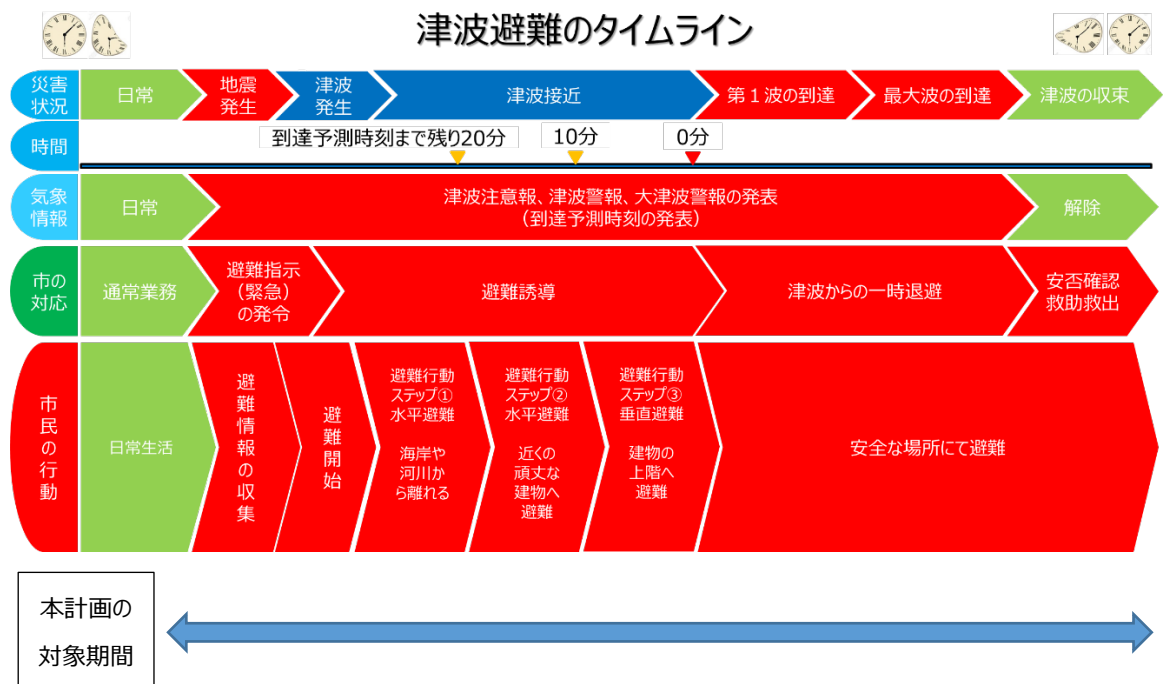 津波避難のタイムライン
災害
状況
日常
地震
発生
津波
発生
津波接近
第1波の到達
最大波の到達
津波の収束
時間
到達予測時刻まで残り20分
10分
0分
気象
情報
日常
津波注意報、津波警報、大津波警報の発表
(到達予測時刻の発表)
解除
市の
対応
通常業務
避難指示
(緊急)
の発令
避難誘導
津波からの一時退避
安否確認
救助救出
市民の行動
日常生活
避難情報の収集
避難開始
避難行動
ステップ①
水平避難
海岸や
河川か
ら離れる
避難行動
ステップ②
水平避難
近くの
頑丈な
建物へ
避難
避難行動
ステップ③
垂直避難
建物の
上階へ
避難
安全な場所にて避難
本計画の
対象期間